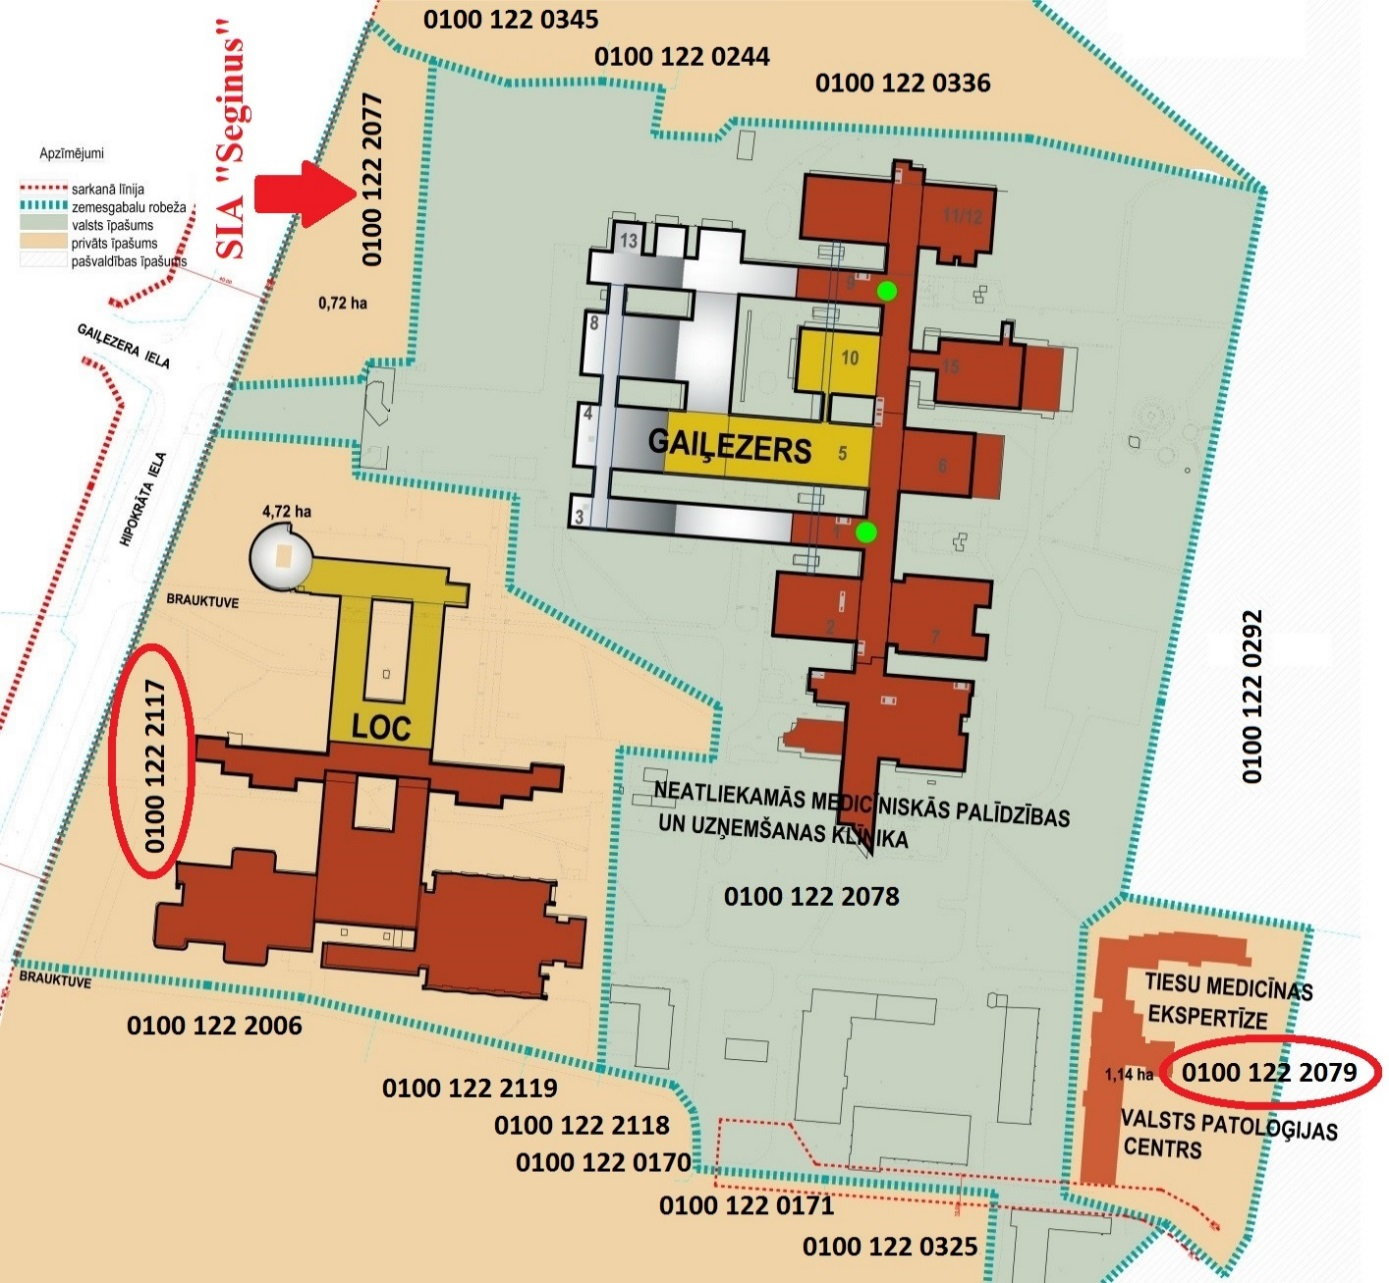 0100 122 0345
0100 122 0244
0100 122 0336
SIA "Seginus"
0100 122 2077
Apzīmējumi
sarkanā līnija
zemesgabalu robeža
valsts īpašums
privāts īpašums
pašvaldības īpašums
0,72 ha
GAIĻEZERA IELA
HIPOKRĀTA IELA
11/12
13
9
8
10
15
4
GAIĻEZERS
5
6
3
1
2
7
4,72 ha
BRAUKTUVE
LOC
0100 122 2117
0100 122 0292
NEATLIEKAMĀS MEDICĪNISKĀS PALĪDZĪBAS
UN UZŅEMŠANAS KLĪNIKA
0100 122 2078
BRAUKTUVE
0100 122 2006
TIESU MEDICĪNAS
EKSPERTĪZE
1,14 ha
0100 122 2079
VALSTS PATOLOĢIJAS
CENTRS
0100 122 2119
0100 122 2118
0100 122 0170
0100 122 0171
0100 122 0325